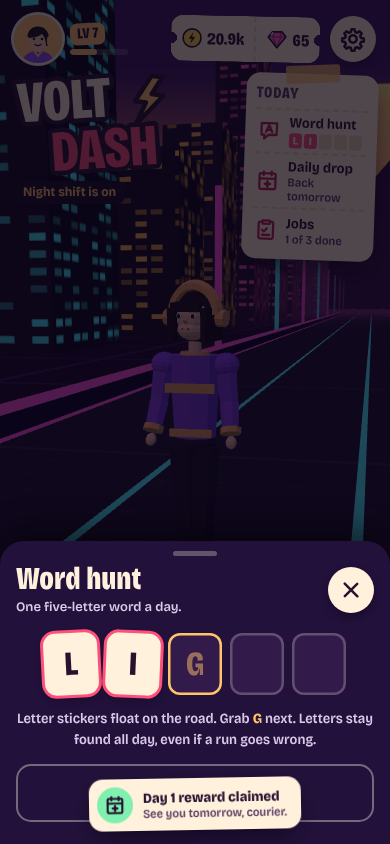 LV 7
20.9k
65
VOLT
DASH
Night shift is on
TODAY
Word hunt
L I
Daily drop
Back
tomorrow
Jobs
1 of 3 done
Word hunt
One five-letter word a day.
L I G
Letter stickers float on the road. Grab G next. Letters stay
found all day, even if a run goes wrong.
Day 1 reward claimed
See you tomorrow, courier.